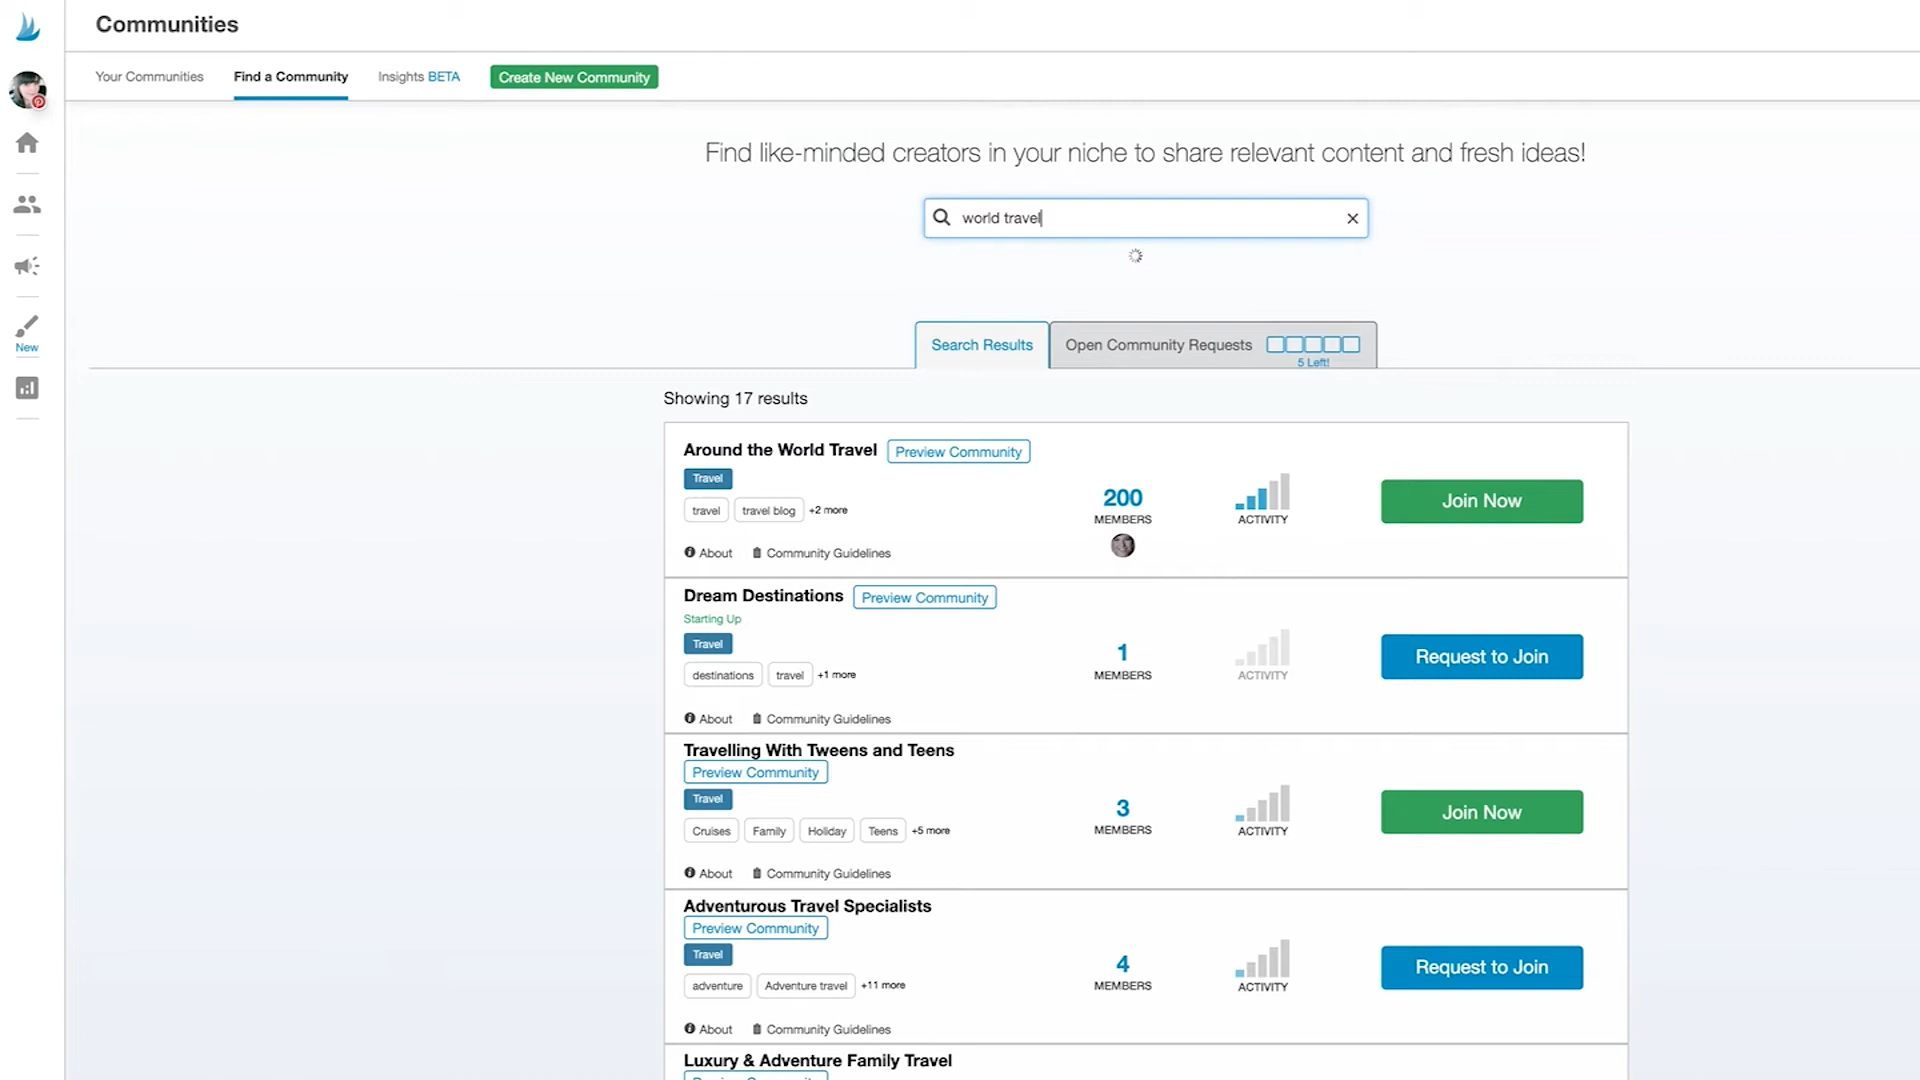 Communities
Your Communities Find a Community Insights BETA Create New Community
New
Find like-minded creators in your niche to share relevant content and fresh ideas!
world travel
Search Results Open Community Requests
5 Left!
Showing 17 results
Around the World Travel Preview Community
Travel
travel travel blog +2 more
200
MEMBERS
ACTIVITY
Join Now
About Community Guidelines
Dream Destinations Preview Community
Starting Up
Travel
destinations travel +1 more
1
MEMBERS
ACTIVITY
Request to Join
About Community Guidelines
Travelling With Tweens and Teens
Preview Community
Travel
Cruises Family Holiday Teens +5 more
3
MEMBERS
ACTIVITY
Join Now
About Community Guidelines
Adventurous Travel Specialists
Preview Community
Travel
adventure Adventure travel +11 more
4
MEMBERS
ACTIVITY
Request to Join
About Community Guidelines
Luxury & Adventure Family Travel